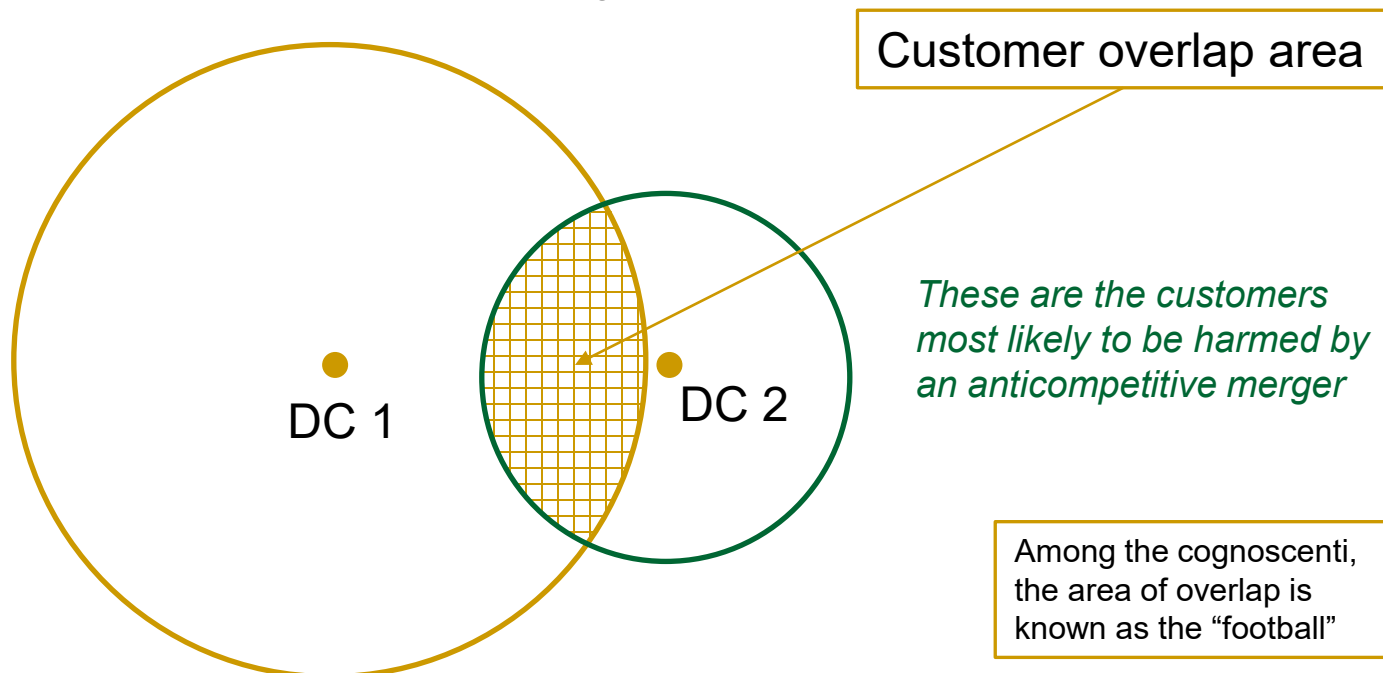 Customer overlap area
These are the customers
most likely to be harmed by
an anticompetitive merger
DC 1
DC 2
Among the cognoscenti,
the area of overlap is
known as the “football”